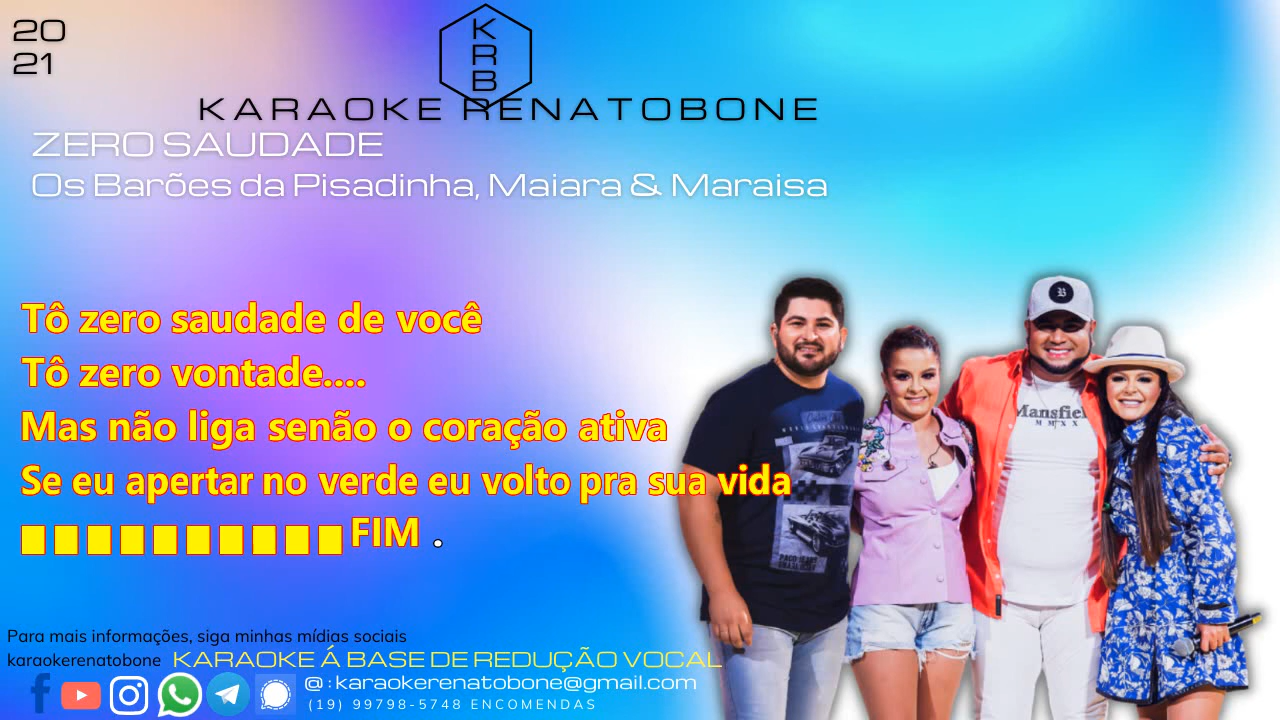 20
21
K
R
B
KARAOKE RENATOBONE
ZERO SAUDADE
Os Barões da Pisadinha, Maiara & Maraisa
Tô zero saudade de você
Tô zero vontade....
Mas não liga senão o coração ativa
Se eu apertar no verde eu volto pra sua vida
FIM .
B
Mansfiel
MMXX
Para mais informações, siga minhas mídias sociais
karaokerenatobone KARAOKE Á BASE DE REDUÇÃO VOCAL
@ : karaokerenatobone@gmail.com
(19) 99798-5748 ENCOMENDAS